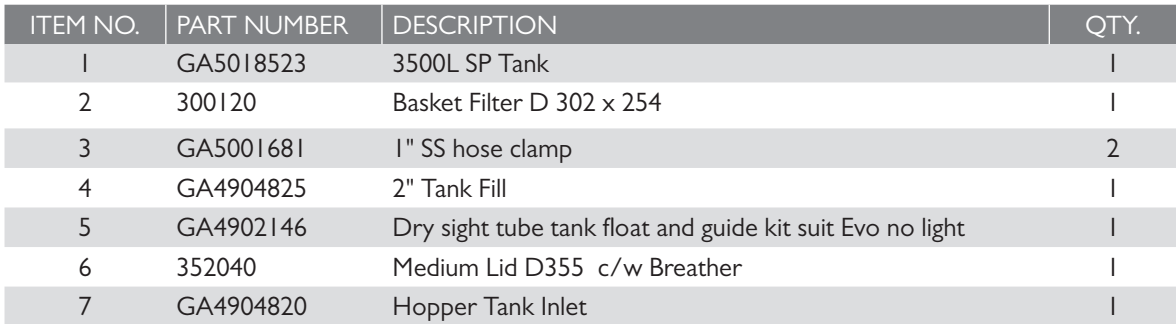 ITEM NO. PART NUMBER DESCRIPTION QTY.
1 GA5018523 3500L SP Tank 1
2 300120 Basket Filter D 302 x 254 1
3 GA5001681 1" SS hose clamp 2
4 GA4904825 2" Tank Fill 1
5 GA4902146 Dry sight tube tank float and guide kit suit Evo no light 1
6 352040 Medium Lid D355 c/w Breather 1
7 GA4904820 Hopper Tank Inlet 1